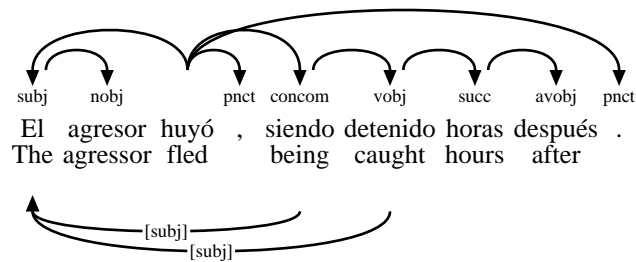 subj nobj pnct concom vobj succ avobj pnct
El agresor huyó , siendo detenido horas después .
The agressor fled being caught hours after
[subj]
[subj]